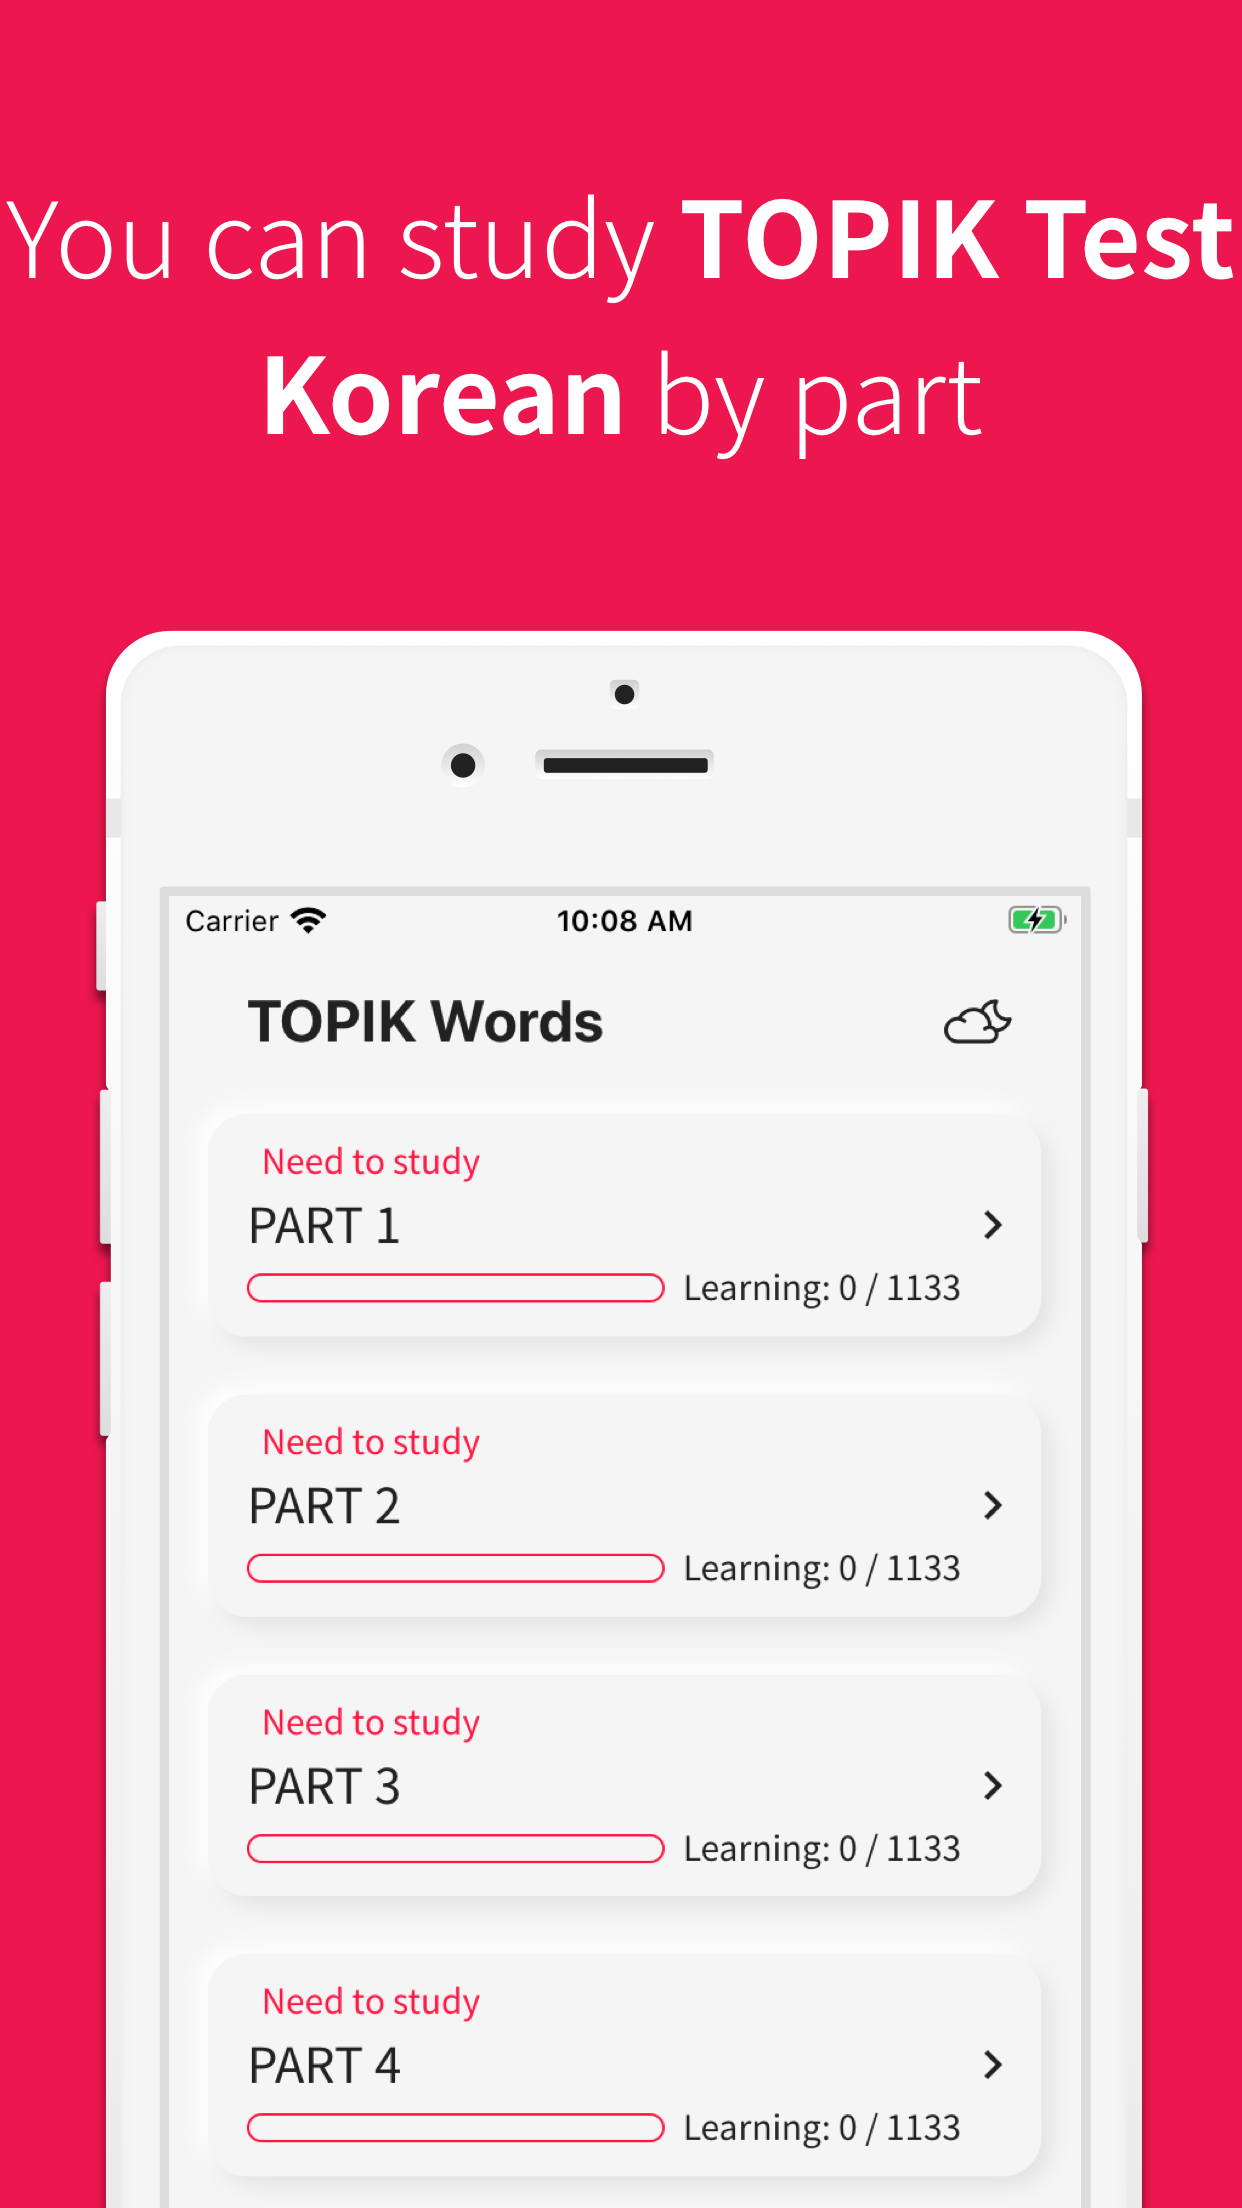 You can study TOPIK Test
Korean by part
Carrier 10:08 AM
TOPIK Words
Need to study
PART 1
Learning: 0 / 1133
Need to study
PART 2
Learning: 0 / 1133
Need to study
PART 3
Learning: 0 / 1133
Need to study
PART 4
Learning: 0 / 1133